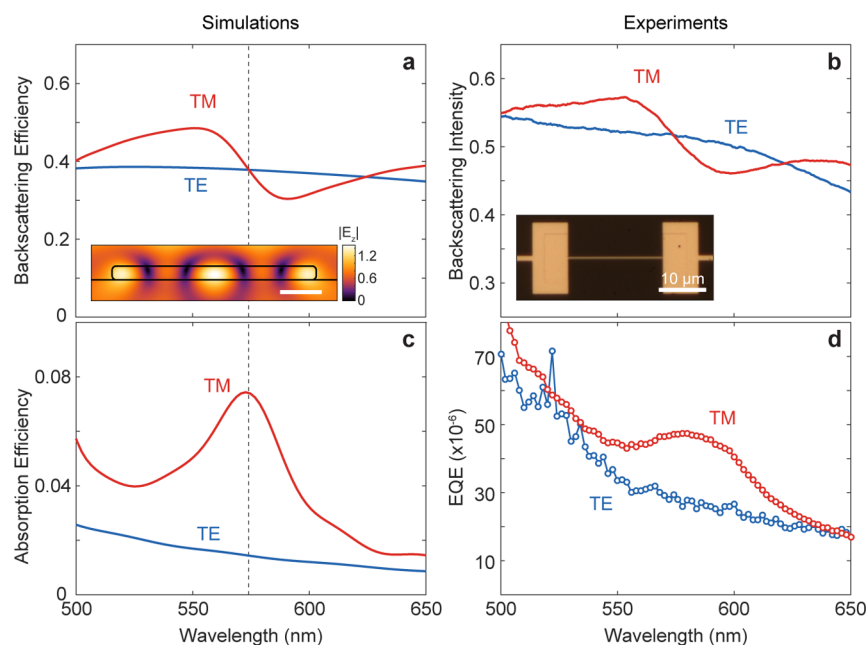 Simulations
Experiments
a
TM
TE
Backscattering Efficiency
0.6
0.4
0.2
0
|E_z|
1.2
0.6
0
b
TM
TE
Backscattering Intensity
0.6
0.5
0.4
0.3
10 µm
c
TM
TE
Absorption Efficiency
0.08
0.04
0
500
550
600
650
Wavelength (nm)
d
TM
TE
EQE (x10⁻⁶)
70
50
30
10
500
550
600
650
Wavelength (nm)